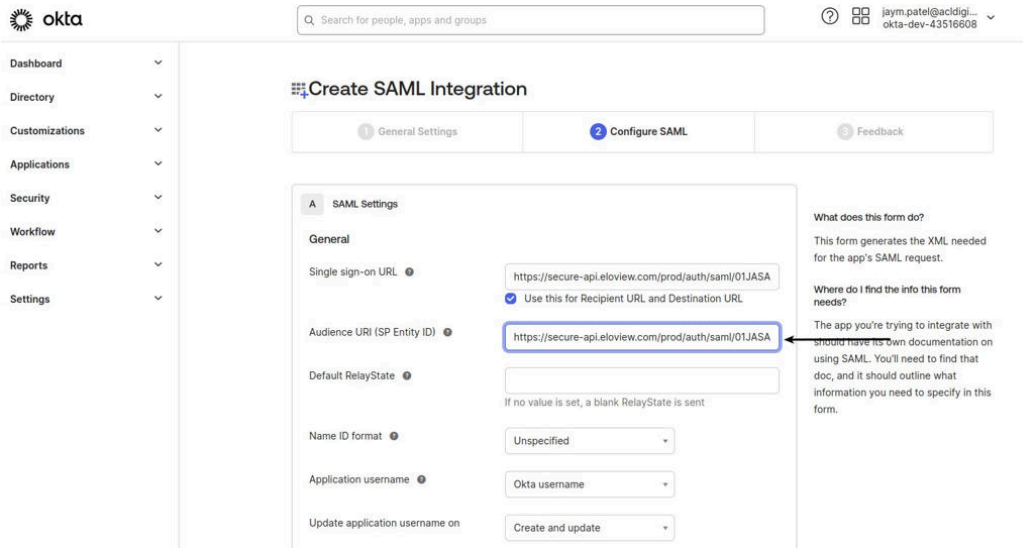 okta
Search for people, apps and groups
jaym.patel@acldigi...
okta-dev-43516608
Dashboard
Directory
Customizations
Applications
Security
Workflow
Reports
Settings
Create SAML Integration
1 General Settings
2 Configure SAML
3 Feedback
A SAML Settings
General
Single sign-on URL
https://secure-api.eloview.com/prod/auth/saml/01JASA
Use this for Recipient URL and Destination URL
Audience URI (SP Entity ID)
https://secure-api.eloview.com/prod/auth/saml/01JASA
Default RelayState
If no value is set, a blank RelayState is sent
Name ID format
Unspecified
Application username
Okta username
Update application username on
Create and update
What does this form do?
This form generates the XML needed
for the app's SAML request.
Where do I find the info this form
needs?
The app you're trying to integrate with
should have its own documentation on
using SAML. You'll need to find that
doc, and it should outline what
information you need to specify in this
form.